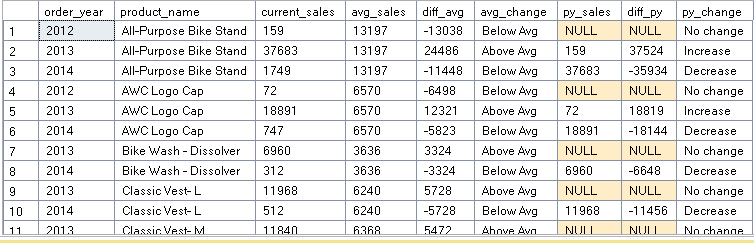 order_year product_name current_sales avg_sales diff_avg avg_change py_sales diff_py py_change
1 2012 All-Purpose Bike Stand 159 13197 -13038 Below Avg NULL NULL No change
2 2013 All-Purpose Bike Stand 37683 13197 24486 Above Avg 159 37524 Increase
3 2014 All-Purpose Bike Stand 1749 13197 -11448 Below Avg 37683 -35934 Decrease
4 2012 AWC Logo Cap 72 6570 -6498 Below Avg NULL NULL No change
5 2013 AWC Logo Cap 18891 6570 12321 Above Avg 72 18819 Increase
6 2014 AWC Logo Cap 747 6570 -5823 Below Avg 18891 -18144 Decrease
7 2013 Bike Wash - Dissolver 6960 3636 3324 Above Avg NULL NULL No change
8 2014 Bike Wash - Dissolver 312 3636 -3324 Below Avg 6960 -6648 Decrease
9 2013 Classic Vest- L 11968 6240 5728 Above Avg NULL NULL No change
10 2014 Classic Vest- L 512 6240 -5728 Below Avg 11968 -11456 Decrease
11 2013 Classic Vest- M 11840 6368 5472 Above Avg NULL NULL No change